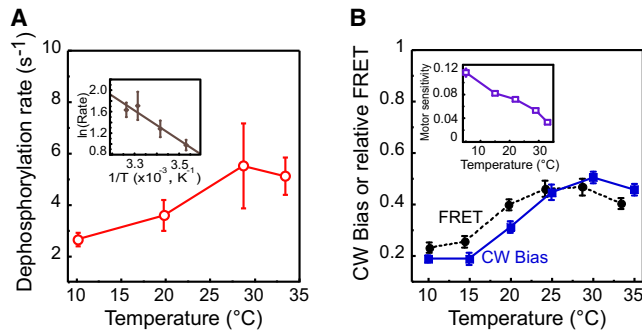 A
Dephosphorylation rate (s⁻¹)
10
8
6
4
2
ln(Rate)
2.0
1.6
1.2
0.8
3.3
3.5
1/T (x10⁻³, K⁻¹)
10 15 20 25 30 35
Temperature (°C)
B
CW Bias or relative FRET
1
0.8
0.6
0.4
0.2
Motor sensitivity
0.12
0.08
0.04
0
Temperature (°C)
FRET
CW Bias
10 15 20 25 30 35
Temperature (°C)